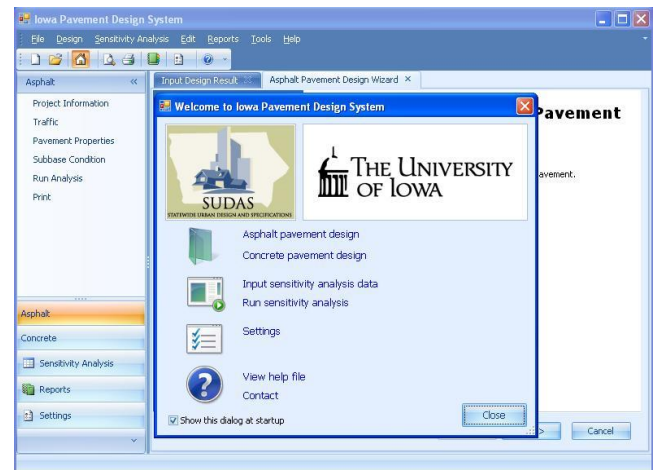 Iowa Pavement Design System
File Design Sensitivity Analysis Edit Reports Tools Help
Asphalt
Input Design Result
Asphalt Pavement Design Wizard
Project Information
Traffic
Pavement Properties
Subbase Condition
Run Analysis
Print
Asphalt
Concrete
Sensitivity Analysis
Reports
Settings
Pavement
avement.
Welcome to Iowa Pavement Design System
SUDAS
STATEWIDE URBAN DESIGN AND SPECIFICATIONS
THE UNIVERSITY
OF IOWA
Asphalt pavement design
Concrete pavement design
Input sensitivity analysis data
Run sensitivity analysis
Settings
View help file
Contact
Show this dialog at startup
Close
Cancel